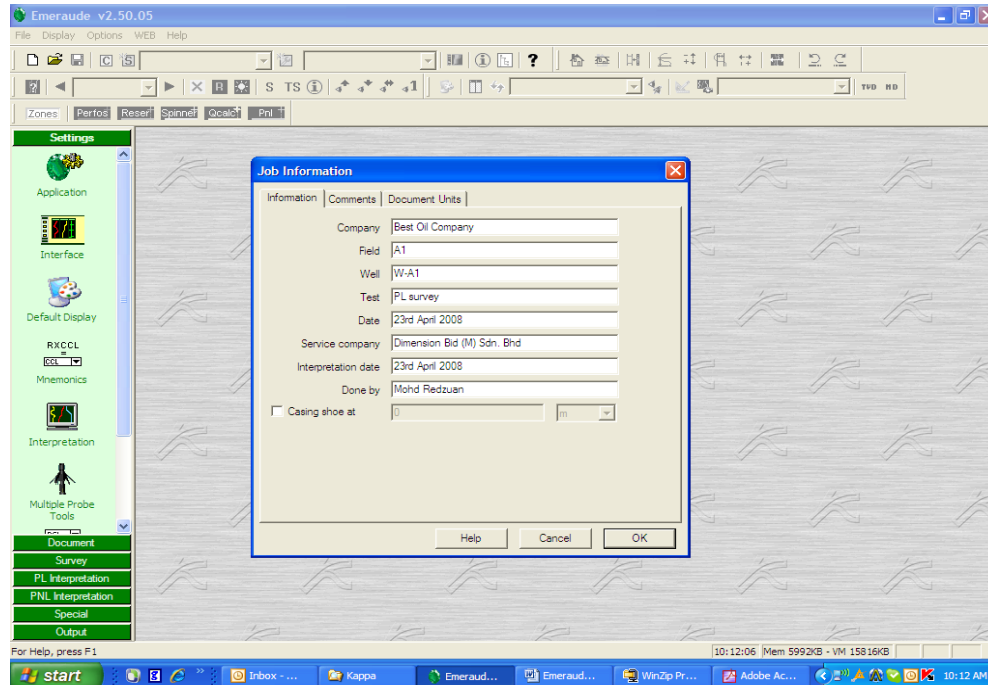 Emeraude v2.50.05
File Display Options WEB Help
C S ?
R S TS 1 TVD MD
Zones Perfos Reser Spinner Qcalc Pnl T
Settings
Application
Interface
Default Display
RXCCL
=
CCL
Mnemonics
Interpretation
Multiple Probe
Tools
Document
Survey
PL Interpretation
PNL Interpretation
Special
Output
Job Information
Information Comments Document Units
Company Best Oil Company
Field A1
Well W-A1
Test PL survey
Date 23rd April 2008
Service company Dimension Bid (M) Sdn. Bhd
Interpretation date 23rd April 2008
Done by Mohd Redzuan
Casing shoe at 0 m
Help Cancel OK
For Help, press F1 10:12:06 Mem 5992KB - VM 15816KB
start Inbox - ... Kappa Emeraud... Emeraud... WinZip Pr... Adobe Ac... 10:12 AM